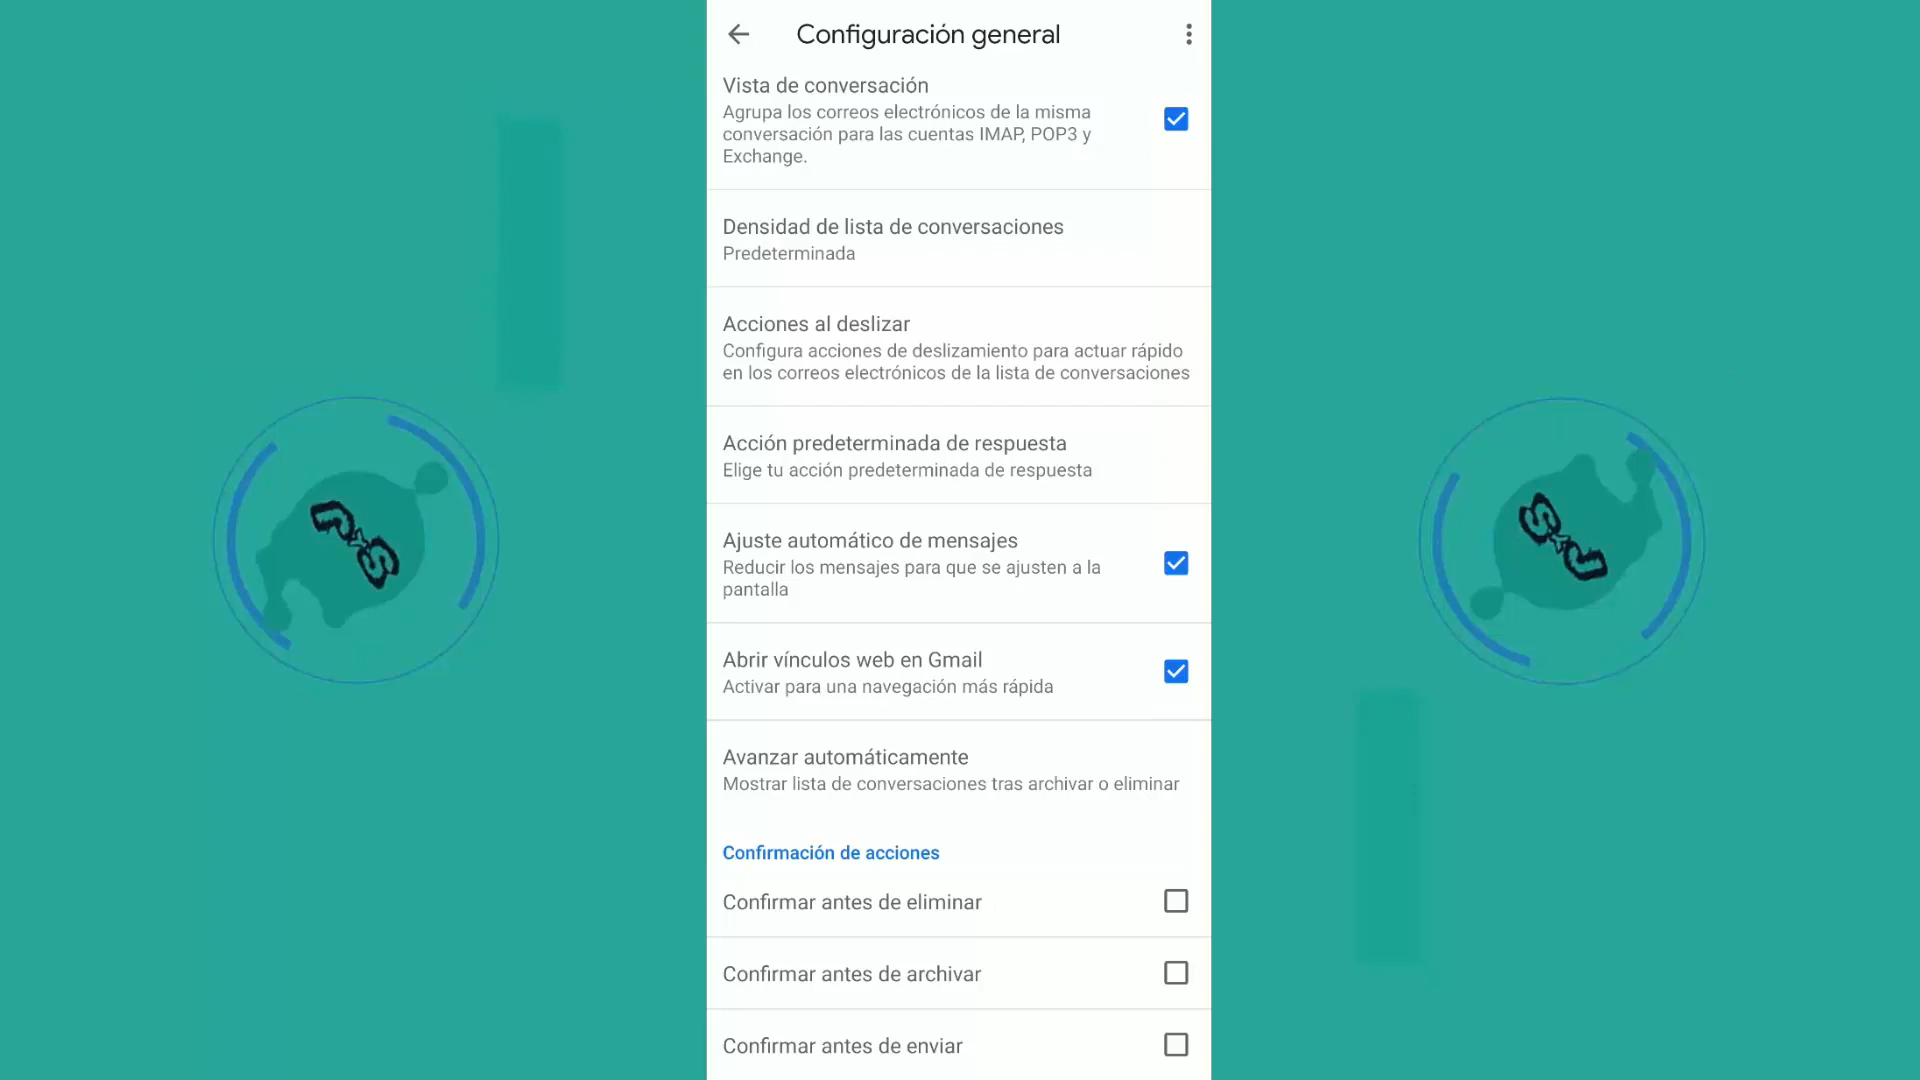 Configuración general
Vista de conversación
Agrupa los correos electrónicos de la misma
conversación para las cuentas IMAP, POP3 y
Exchange.
Densidad de lista de conversaciones
Predeterminada
Acciones al deslizar
Configura acciones de deslizamiento para actuar rápido
en los correos electrónicos de la lista de conversaciones
Acción predeterminada de respuesta
Elige tu acción predeterminada de respuesta
Ajuste automático de mensajes
Reducir los mensajes para que se ajusten a la
pantalla
Abrir vínculos web en Gmail
Activar para una navegación más rápida
Avanzar automáticamente
Mostrar lista de conversaciones tras archivar o eliminar
Confirmación de acciones
Confirmar antes de eliminar
Confirmar antes de archivar
Confirmar antes de enviar